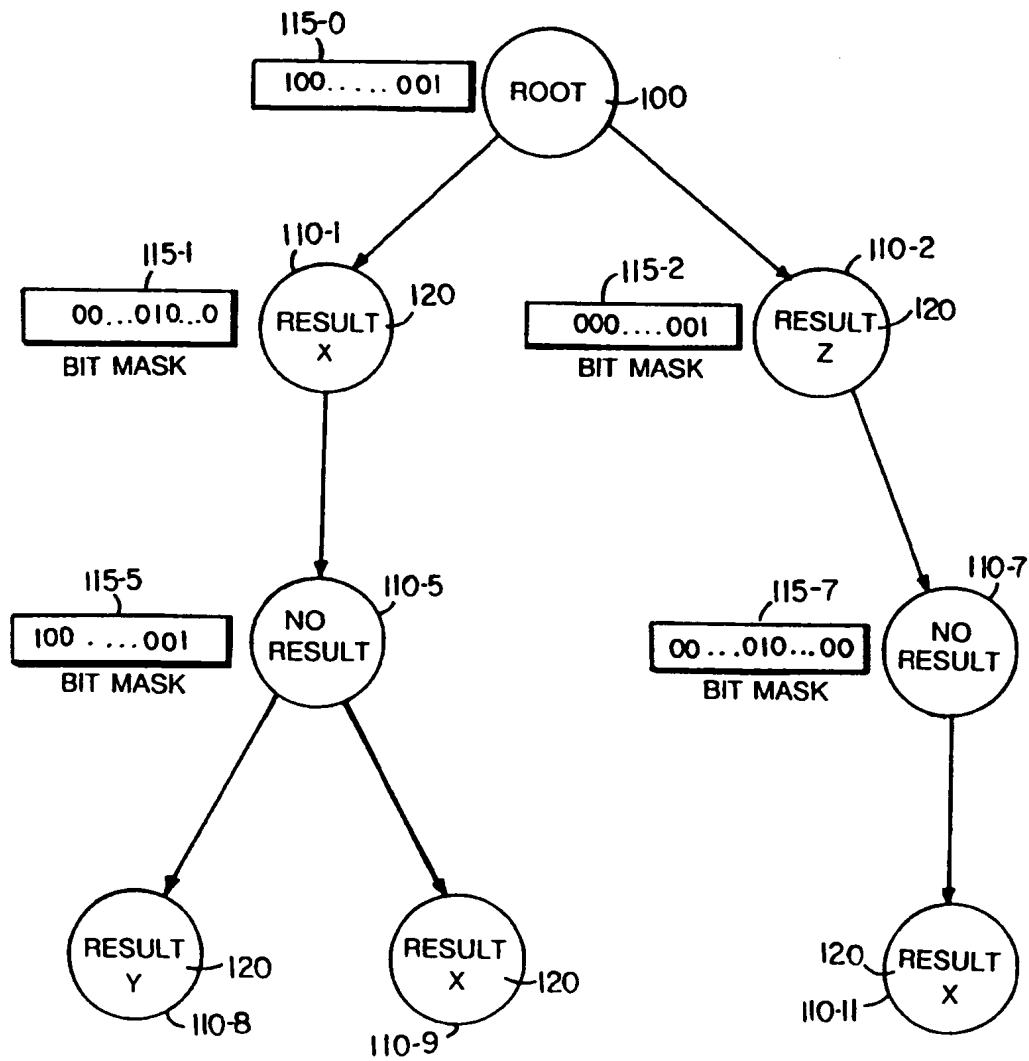 115-0
100.....001
ROOT
100
115-1
110-1
00...010...0
BIT MASK
RESULT
X
120
115-2
110-2
000....001
BIT MASK
RESULT
Z
120
115-5
110-5
100....001
BIT MASK
NO
RESULT
115-7
110-7
00...010...00
BIT MASK
NO
RESULT
RESULT
Y
120
110-8
RESULT
X
120
110-9
120
RESULT
X
110-11